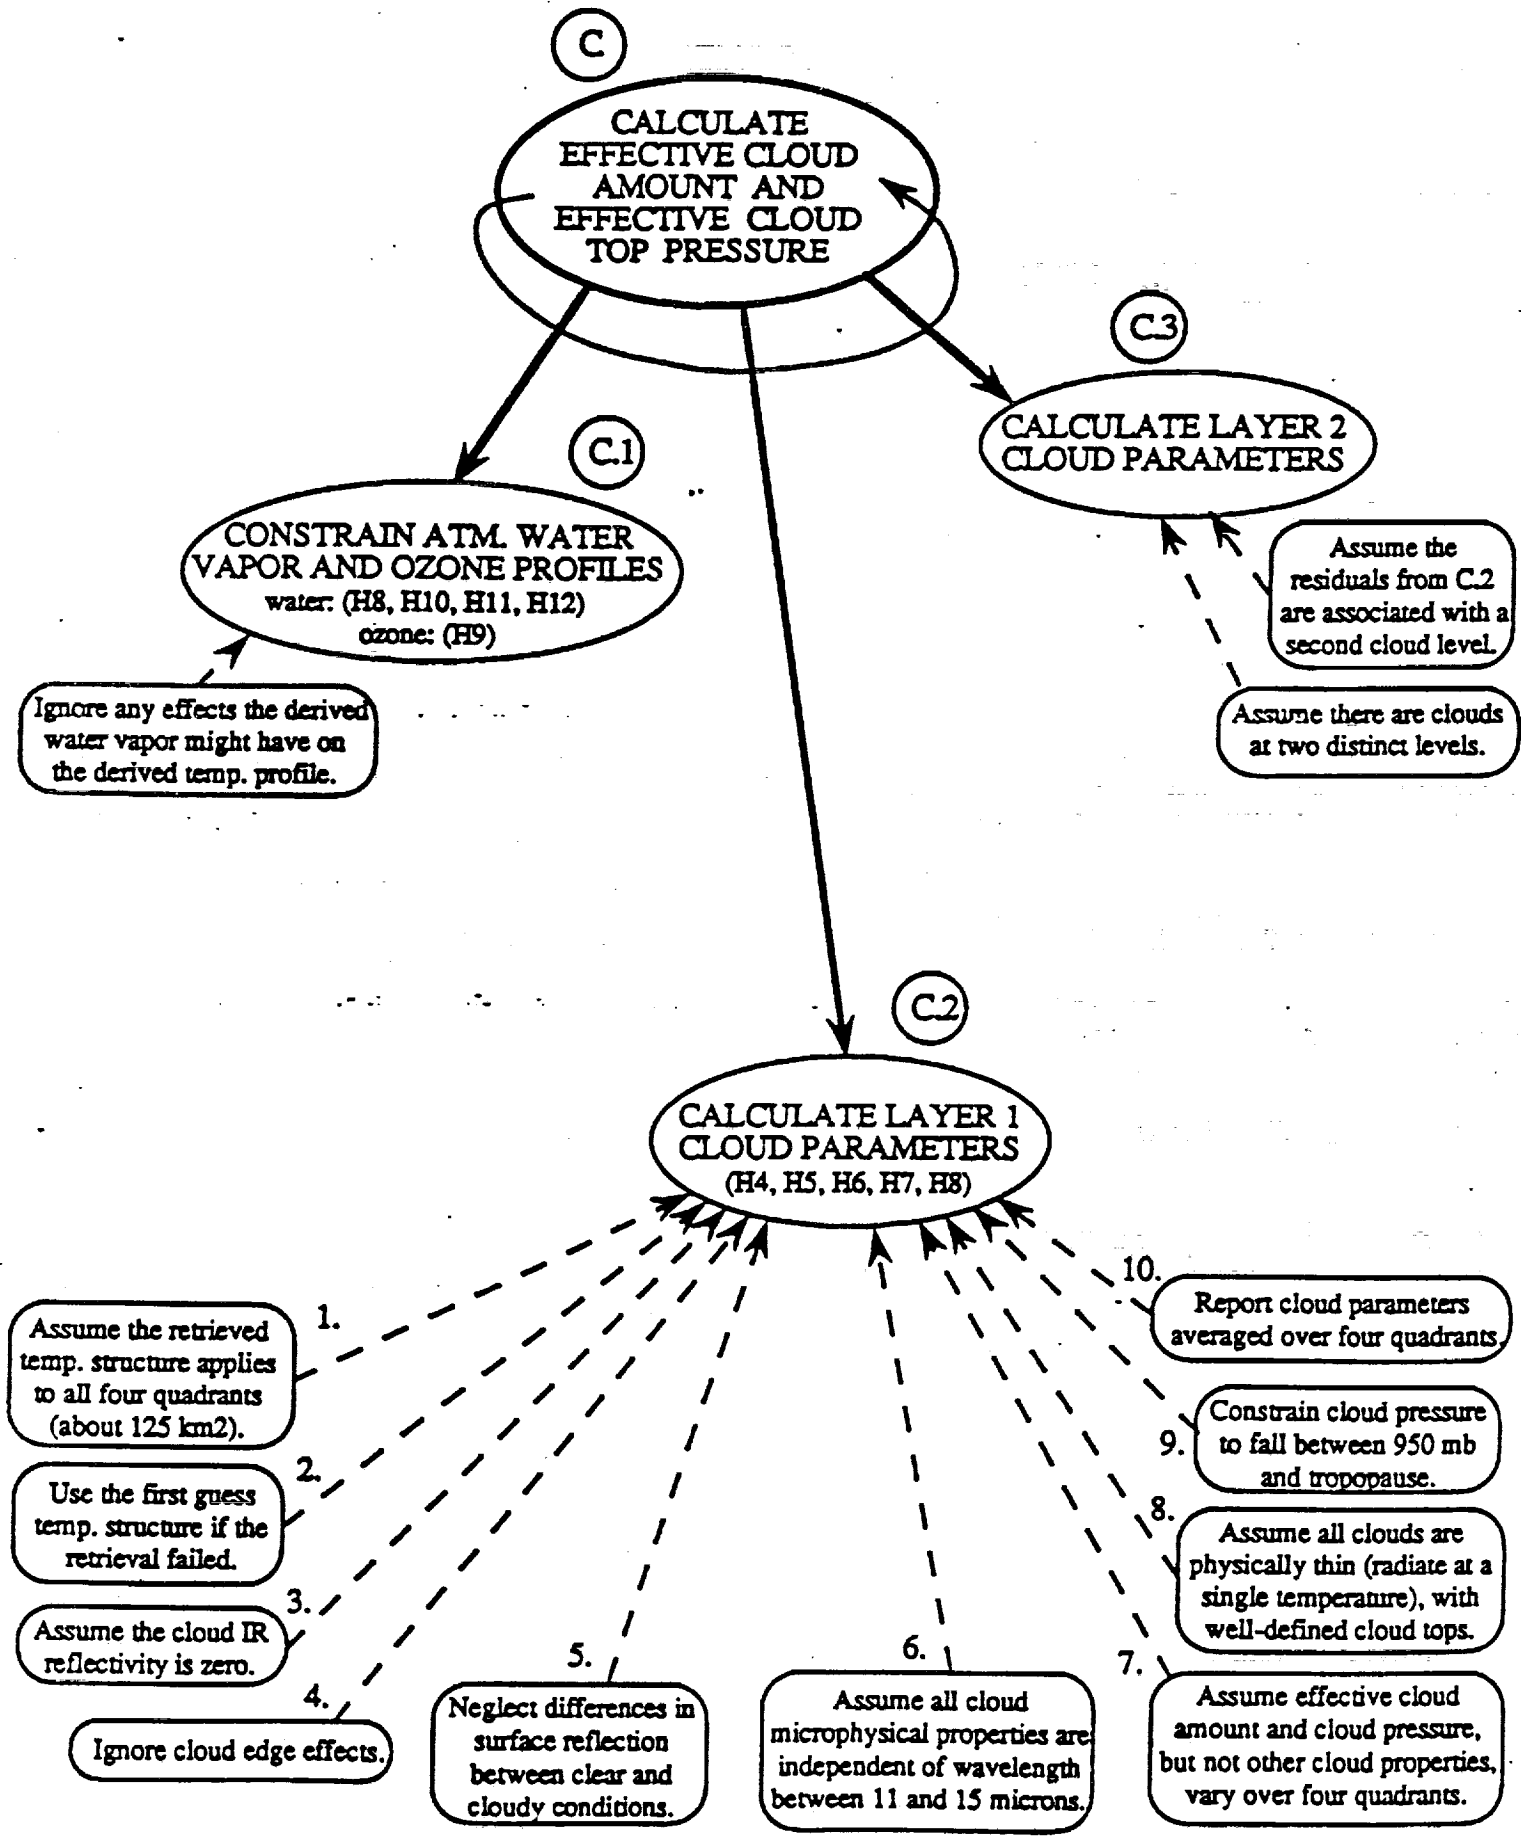 C
CALCULATE
EFFECTIVE CLOUD
AMOUNT AND
EFFECTIVE CLOUD
TOP PRESSURE
C.3
CALCULATE LAYER 2
CLOUD PARAMETERS
C.1
CONSTRAIN ATM. WATER
VAPOR AND OZONE PROFILES
water: (H8, H10, H11, H12)
ozone: (H9)
Assume the
residuals from C.2
are associated with a
second cloud level.
Assume there are clouds
at two distinct levels.
Ignore any effects the derived
water vapor might have on
the derived temp. profile.
C.2
CALCULATE LAYER 1
CLOUD PARAMETERS
(H4, H5, H6, H7, H8)
1.
Assume the retrieved
temp. structure applies
to all four quadrants
(about 125 km2).
2.
Use the first guess
temp. structure if the
retrieval failed.
3.
Assume the cloud IR
reflectivity is zero.
4.
Ignore cloud edge effects.
5.
Neglect differences in
surface reflection
between clear and
cloudy conditions.
6.
Assume all cloud
microphysical properties are
independent of wavelength
between 11 and 15 microns.
7.
Assume effective cloud
amount and cloud pressure,
but not other cloud properties,
vary over four quadrants.
8.
Assume all clouds are
physically thin (radiate at a
single temperature), with
well-defined cloud tops.
9.
Constrain cloud pressure
to fall between 950 mb
and tropopause.
10.
Report cloud parameters
averaged over four quadrants.